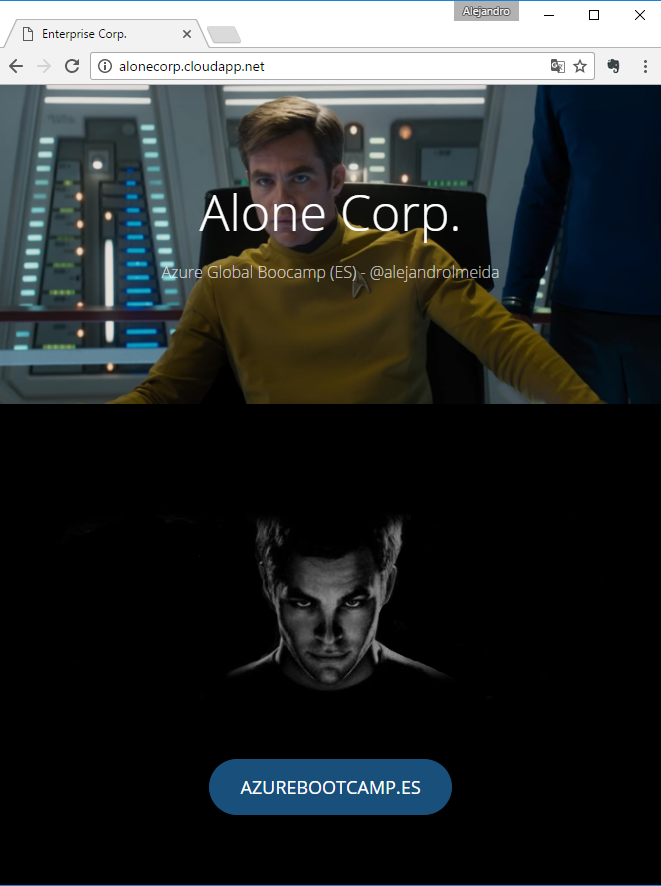 Alejandro
Enterprise Corp.
alonecorp.cloudapp.net
Alone Corp.
Azure Global Boocamp (ES) - @alejandrolmeida
AZUREBOOTCAMP.ES